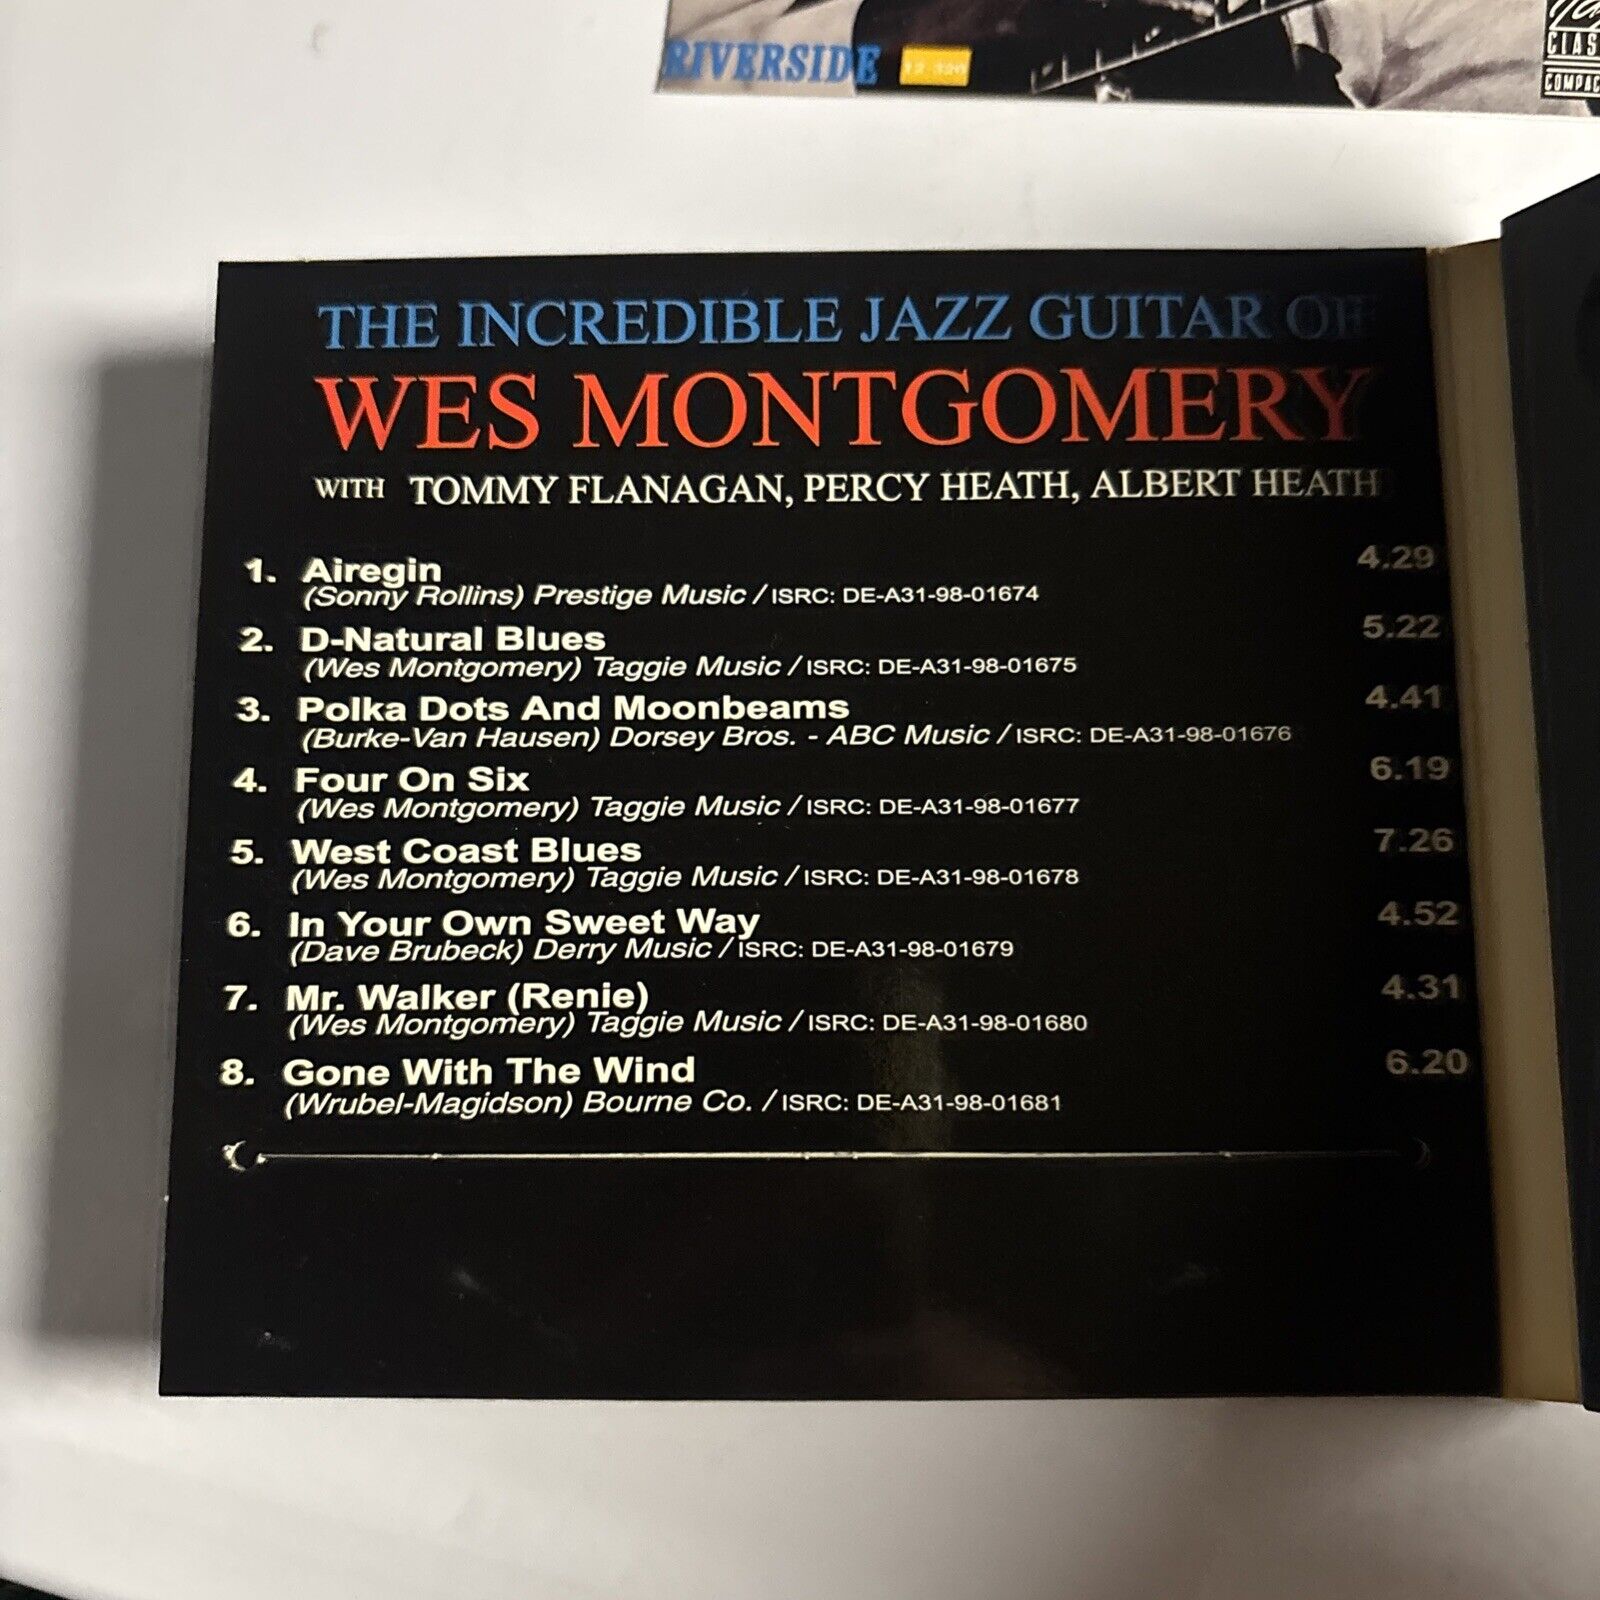 RIVERSIDE 12 320
CLAS
COMPAC
THE INCREDIBLE JAZZ GUITAR OF
WES MONTGOMERY
WITH TOMMY FLANAGAN, PERCY HEATH, ALBERT HEATH
1. Airegin 4.29
(Sonny Rollins) Prestige Music / ISRC: DE-A31-98-01674
2. D-Natural Blues 5.22
(Wes Montgomery) Taggie Music / ISRC: DE-A31-98-01675
3. Polka Dots And Moonbeams 4.41
(Burke-Van Hausen) Dorsey Bros. - ABC Music / ISRC: DE-A31-98-01676
4. Four On Six 6.19
(Wes Montgomery) Taggie Music / ISRC: DE-A31-98-01677
5. West Coast Blues 7.26
(Wes Montgomery) Taggie Music / ISRC: DE-A31-98-01678
6. In Your Own Sweet Way 4.52
(Dave Brubeck) Derry Music / ISRC: DE-A31-98-01679
7. Mr. Walker (Renie) 4.31
(Wes Montgomery) Taggie Music / ISRC: DE-A31-98-01680
8. Gone With The Wind 6.20
(Wrubel-Magidson) Bourne Co. / ISRC: DE-A31-98-01681